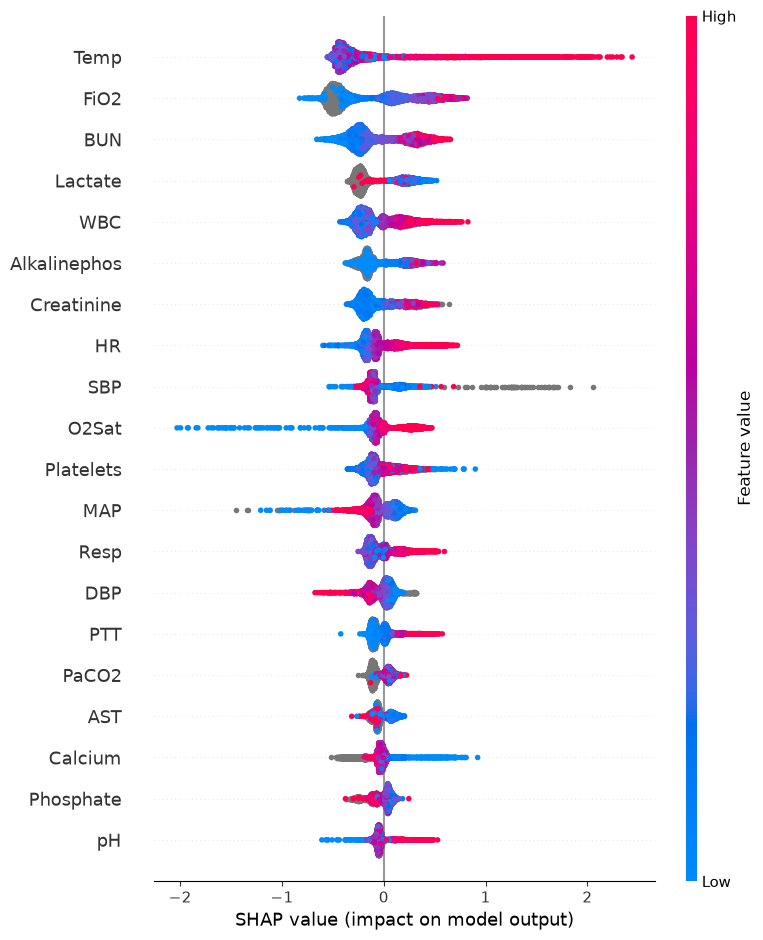 High
Temp
FiO2
BUN
Lactate
WBC
Alkalinephos
Creatinine
HR
SBP
O2Sat
Platelets
MAP
Resp
DBP
PTT
PaCO2
AST
Calcium
Phosphate
pH
Feature value
Low
−2 −1 0 1 2
SHAP value (impact on model output)